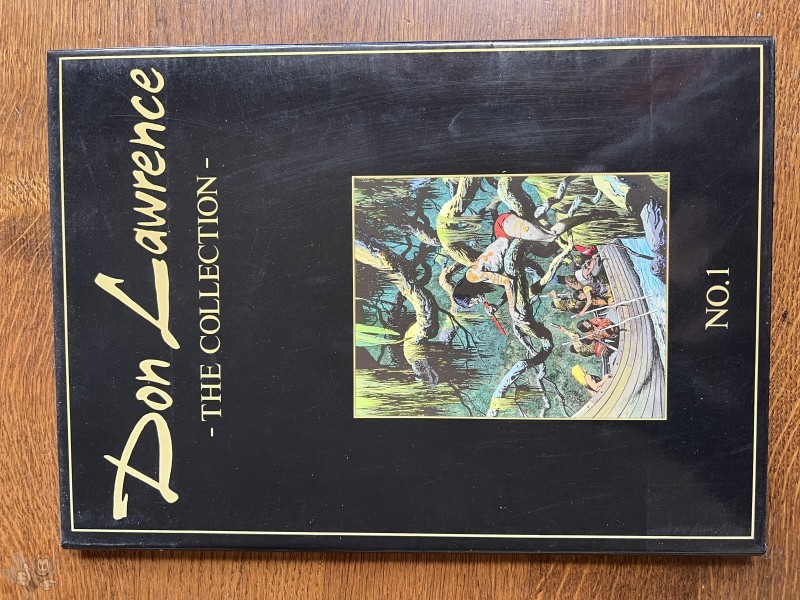 Don Lawrence
- THE COLLECTION -
NO.1